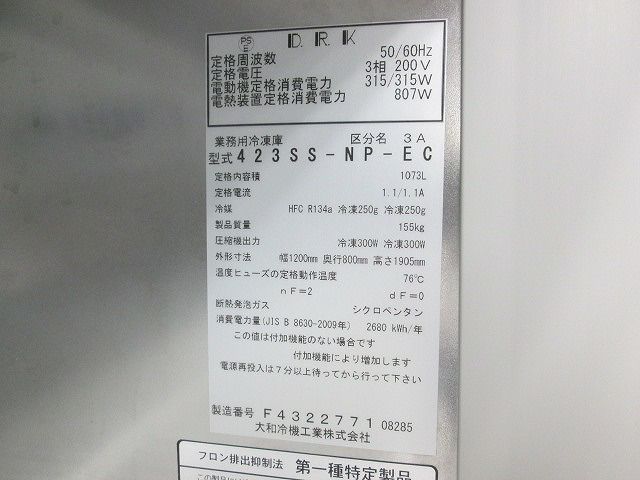 PS
E
D.R.K
定格周波数 50/60Hz
定格電圧 3相 200V
電動機定格消費電力 315/315W
電熱装置定格消費電力 807W
業務用冷凍庫 区分名 3A
型式 423SS-NP-EC
定格内容積 1073L
定格電流 1.1/1.1A
冷媒 HFC R134a 冷凍250g 冷凍250g
製品質量 155kg
圧縮機出力 冷凍300W 冷凍300W
外形寸法 幅1200mm 奥行800mm 高さ1905mm
温度ヒューズの定格動作温度 76℃
nF=2 dF=0
断熱発泡ガス シクロペンタン
消費電力量(JIS B 8630-2009年) 2680 kWh/年
この値は付加機能のない場合です
付加機能により増加します
電源再投入は7分以上待ってから行って下さい
製造番号 F4322771 08285
大和冷機工業株式会社
フロン排出抑制法 第一種特定製品